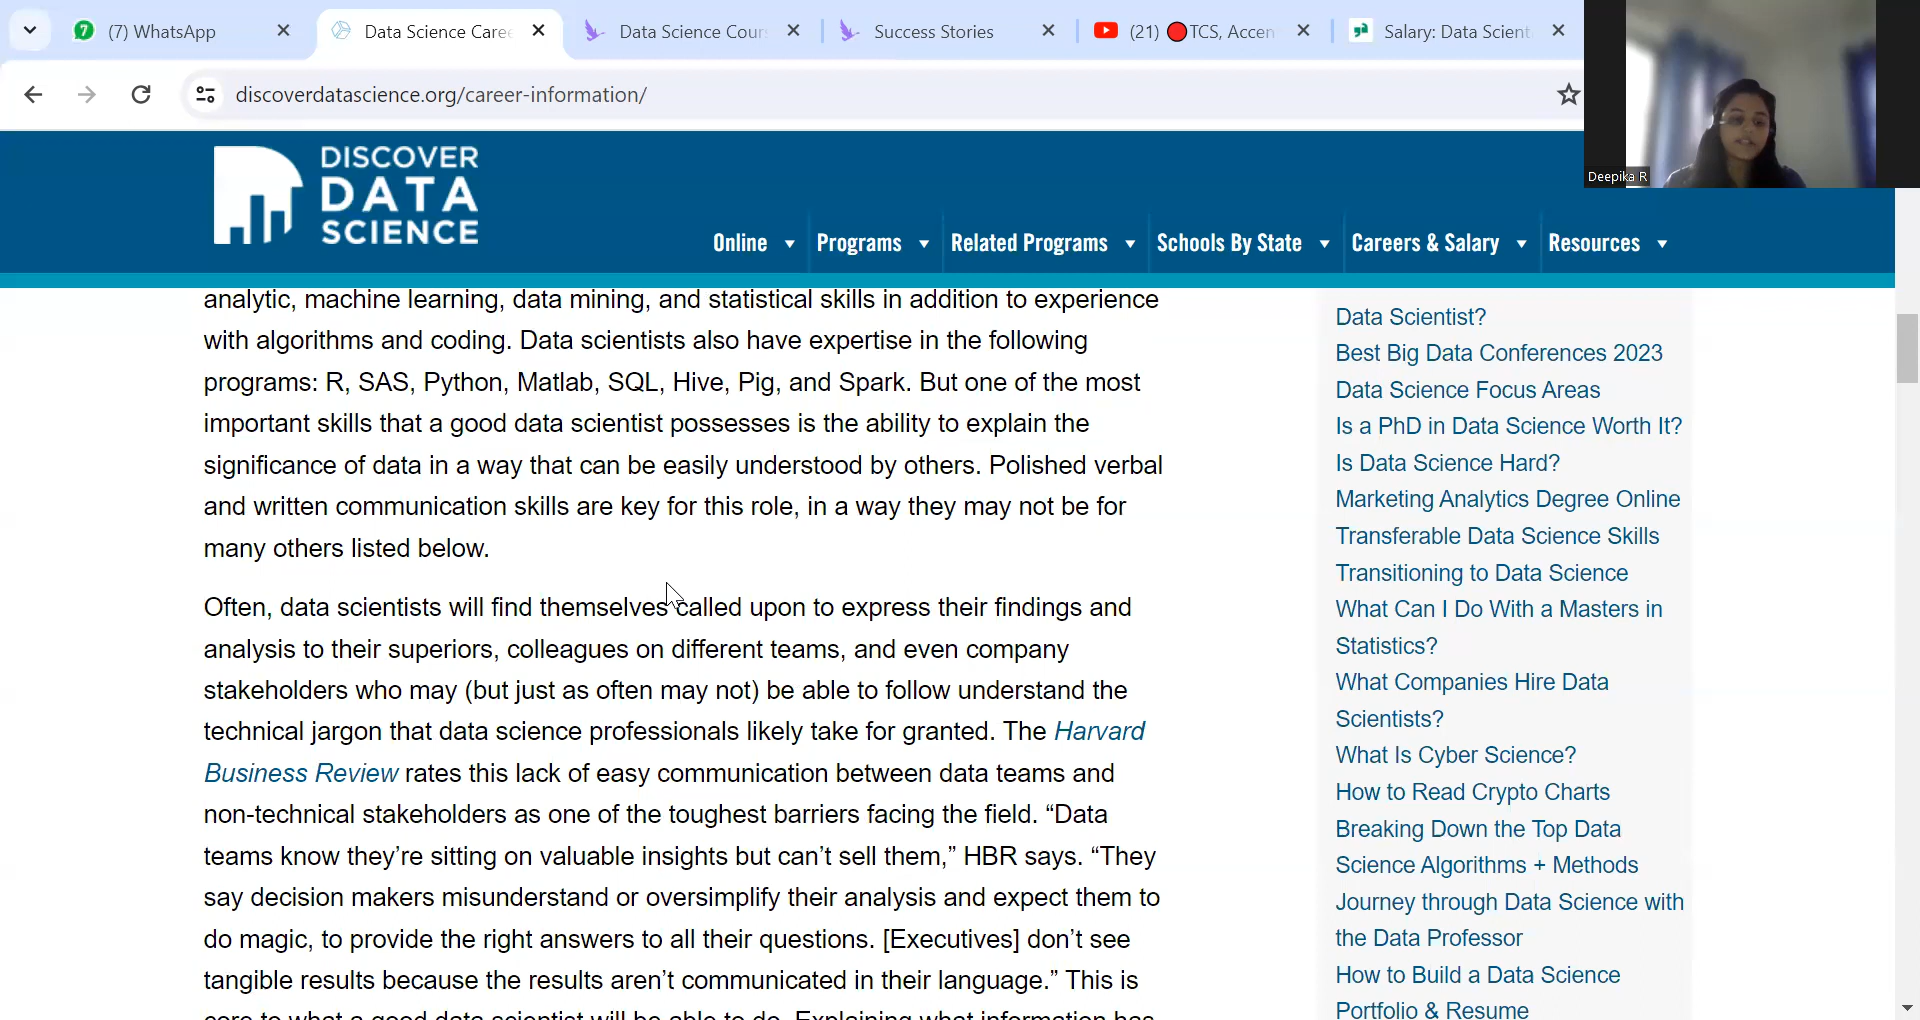 7
(7) WhatsApp
Data Science Care
Data Science Cour
Success Stories
(21) 🔴TCS, Accen
Salary: Data Scient
discoverdatascience.org/career-information/
Deepika R
DISCOVER
DATA
SCIENCE
Online
Programs
Related Programs
Schools By State
Careers & Salary
Resources
analytic, machine learning, data mining, and statistical skills in addition to experience
with algorithms and coding. Data scientists also have expertise in the following
programs: R, SAS, Python, Matlab, SQL, Hive, Pig, and Spark. But one of the most
important skills that a good data scientist possesses is the ability to explain the
significance of data in a way that can be easily understood by others. Polished verbal
and written communication skills are key for this role, in a way they may not be for
many others listed below.
Often, data scientists will find themselves called upon to express their findings and
analysis to their superiors, colleagues on different teams, and even company
stakeholders who may (but just as often may not) be able to follow understand the
technical jargon that data science professionals likely take for granted. The Harvard
Business Review rates this lack of easy communication between data teams and
non-technical stakeholders as one of the toughest barriers facing the field. “Data
teams know they’re sitting on valuable insights but can’t sell them,” HBR says. “They
say decision makers misunderstand or oversimplify their analysis and expect them to
do magic, to provide the right answers to all their questions. [Executives] don’t see
tangible results because the results aren’t communicated in their language.” This is
core to what a good data scientist will be able to do. Explaining what information has
Data Scientist?
Best Big Data Conferences 2023
Data Science Focus Areas
Is a PhD in Data Science Worth It?
Is Data Science Hard?
Marketing Analytics Degree Online
Transferable Data Science Skills
Transitioning to Data Science
What Can I Do With a Masters in
Statistics?
What Companies Hire Data
Scientists?
What Is Cyber Science?
How to Read Crypto Charts
Breaking Down the Top Data
Science Algorithms + Methods
Journey through Data Science with
the Data Professor
How to Build a Data Science
Portfolio & Resume